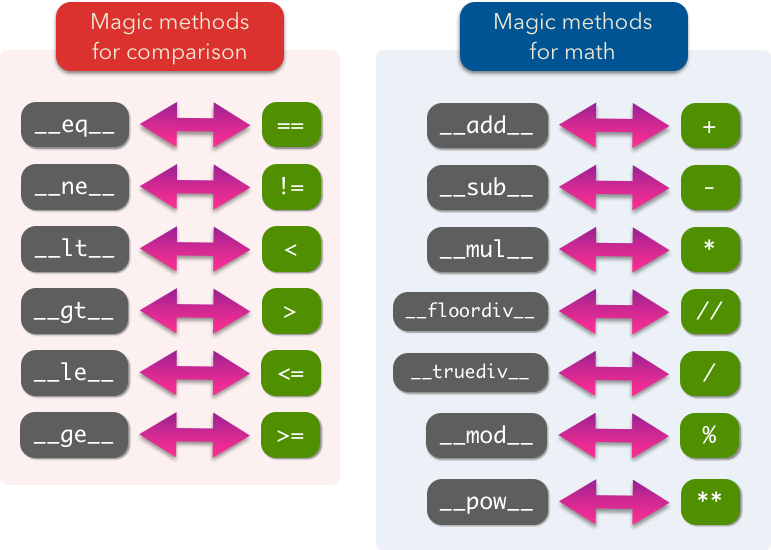 Magic methods
for comparison
__eq__ ==
__ne__ !=
__lt__ <
__gt__ >
__le__ <=
__ge__ >=
Magic methods
for math
__add__ +
__sub__ -
__mul__ *
__floordiv__ //
__truediv__ /
__mod__ %
__pow__ **